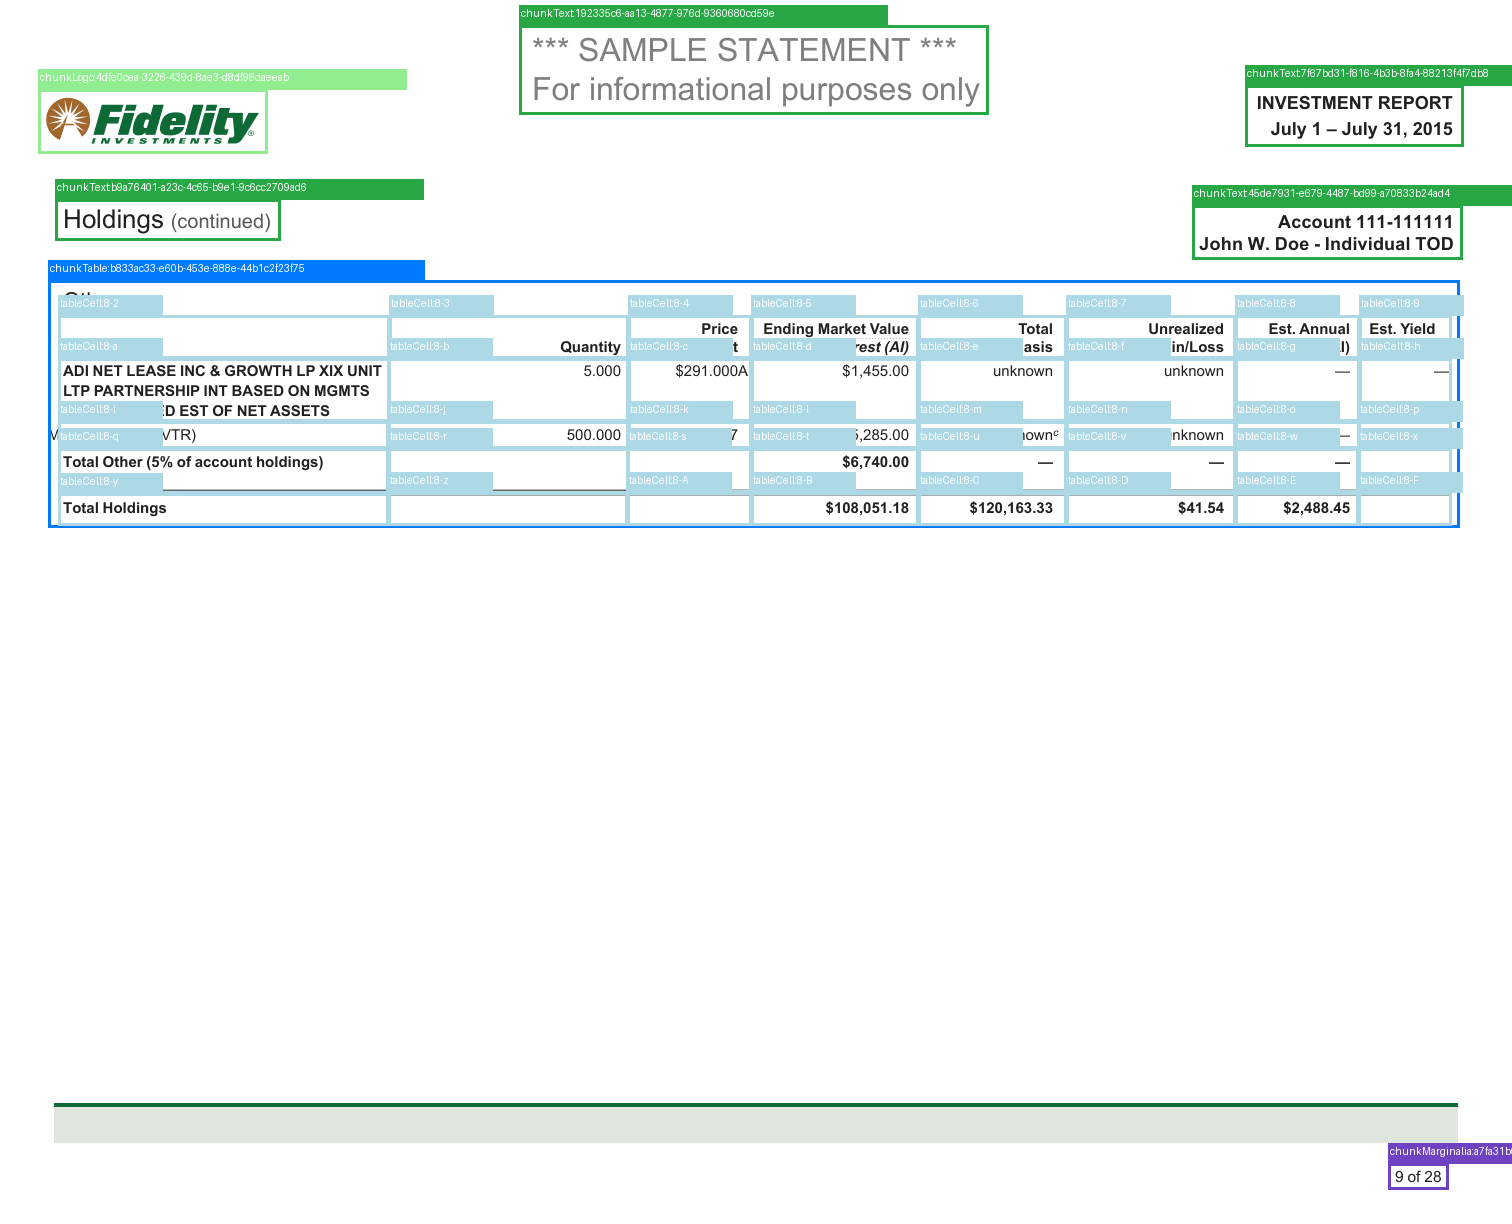 chunkText:192335c6-aa13-4877-976d-9360680cd59e
*** SAMPLE STATEMENT ***
For informational purposes only
chunkLogo:4dfe0cea-3226-439d-8ae3-d8df98daeeab
Fidelity
INVESTMENTS
chunkText:7f67bd31-f816-4b3b-8fa4-88213f4f7db8
INVESTMENT REPORT
July 1 – July 31, 2015
chunkText:b9a76401-a23c-4c65-b9e1-9c6cc2709ad6
Holdings (continued)
chunkText:45de7931-e679-4487-bd99-a70833b24ad4
Account 111-111111
John W. Doe - Individual TOD
chunkTable:b833ac33-e60b-453e-888e-44b1c2f23f75
tableCell:8-2 tableCell:8-3 tableCell:8-4 tableCell:8-5 tableCell:8-6 tableCell:8-7 tableCell:8-8 tableCell:8-9
Price Ending Market Value Total Unrealized Est. Annual Est. Yield
tableCell:8-a tableCell:8-b Quantity tableCell:8-c t tableCell:8-d rest (AI) tableCell:8-e asis tableCell:8-f in/Loss tableCell:8-g I) tableCell:8-h
ADI NET LEASE INC & GROWTH LP XIX UNIT 5.000 $291.000A $1,455.00 unknown unknown — —
LTP PARTNERSHIP INT BASED ON MGMTS
ED EST OF NET ASSETS
tableCell:8-i tableCell:8-j tableCell:8-k tableCell:8-l tableCell:8-m tableCell:8-n tableCell:8-o tableCell:8-p
VTR) 500.000 7 5,285.00 nown c nknown —
tableCell:8-q tableCell:8-r tableCell:8-s tableCell:8-t tableCell:8-u tableCell:8-v tableCell:8-w tableCell:8-x
Total Other (5% of account holdings) $6,740.00 — — —
tableCell:8-y tableCell:8-z tableCell:8-A tableCell:8-B tableCell:8-C tableCell:8-D tableCell:8-E tableCell:8-F
Total Holdings $108,051.18 $120,163.33 $41.54 $2,488.45
chunkMarginalia:a7fa31b
9 of 28